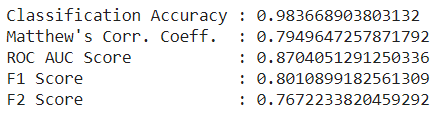 Classification Accuracy : 0.983668903803132
Matthew's Corr. Coeff.  : 0.7949647257871792
ROC AUC Score           : 0.8704051291250336
F1 Score                : 0.8010899182561309
F2 Score                : 0.7672233820459292